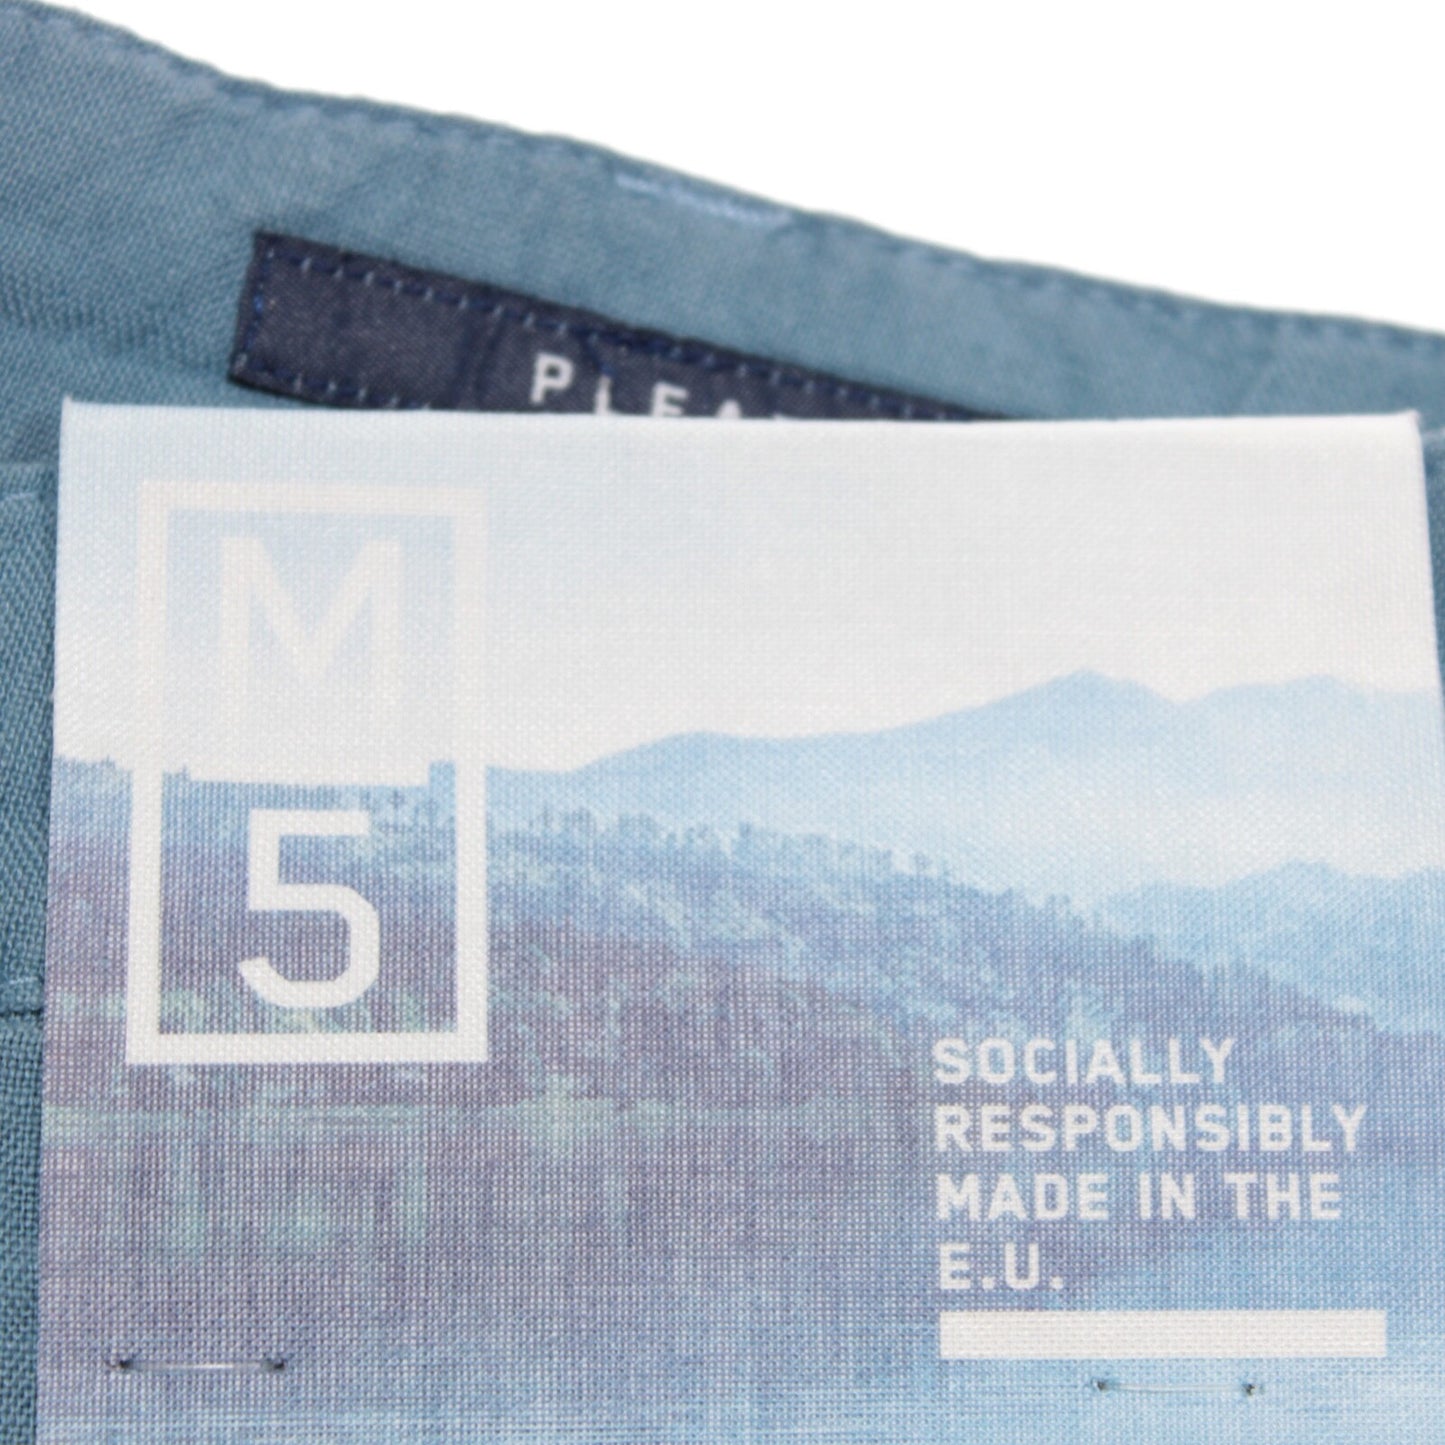 M
5
SOCIALLY
RESPONSIBLY
MADE IN THE
E.U.